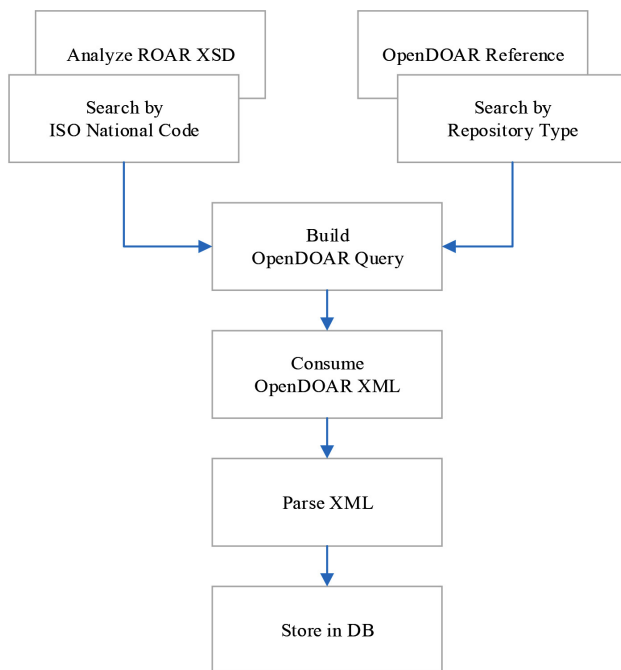 Analyze ROAR XSD
OpenDOAR Reference
Search by
ISO National Code
Search by
Repository Type
Build
OpenDOAR Query
Consume
OpenDOAR XML
Parse XML
Store in DB